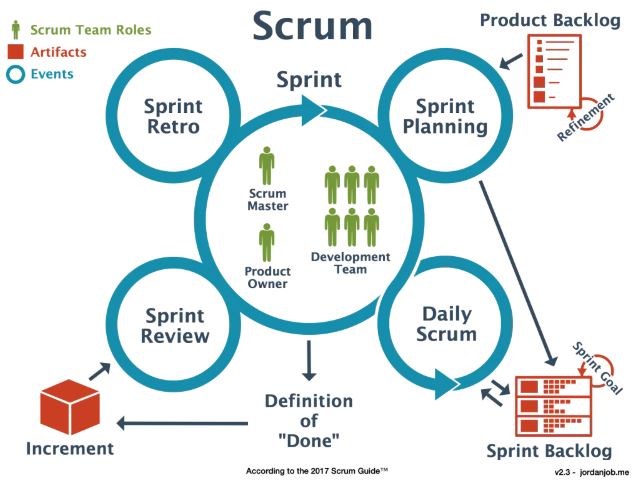 Scrum
Scrum Team Roles
Artifacts
Events
Product Backlog
Refinement
Sprint
Sprint
Retro
Sprint
Planning
Scrum
Master
Product
Owner
Development
Team
Sprint
Review
Daily
Scrum
Sprint Goal
Increment
Definition
of
"Done"
Sprint Backlog
According to the 2017 Scrum Guide™
v2.3 - jordanjob.me